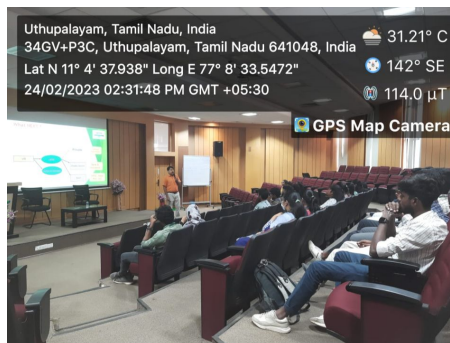 Uthupalayam, Tamil Nadu, India
34GV+P3C, Uthupalayam, Tamil Nadu 641048, India
Lat N 11° 4' 37.938" Long E 77° 8' 33.5472"
24/02/2023 02:31:48 PM GMT +05:30
31.21° C
142° SE
114.0 µT
GPS Map Camera